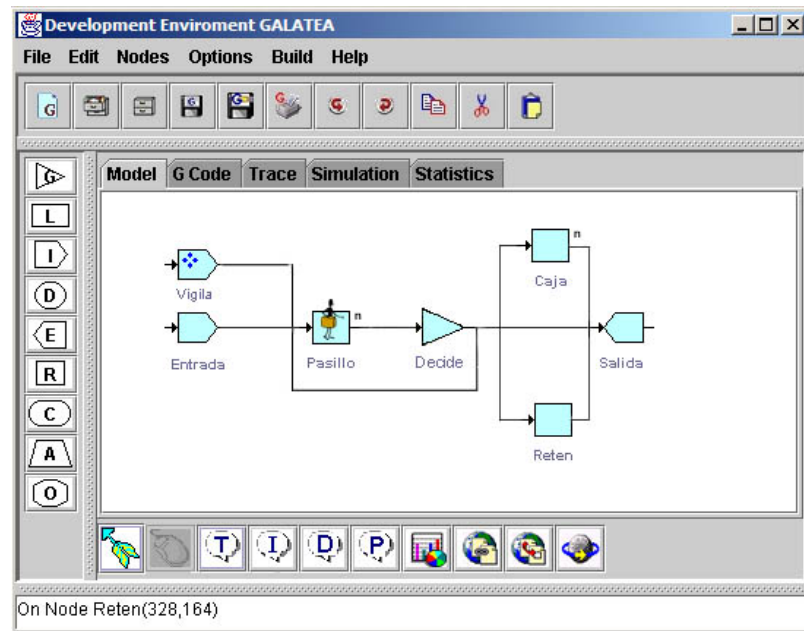 Development Enviroment GALATEA
File Edit Nodes Options Build Help
G G G
Model G Code Trace Simulation Statistics
G
L
I
D
E
R
C
A
O
n
Caja
Vigila
n
Entrada Pasillo Decide Salida
Reten
T I D P
On Node Reten(328,164)